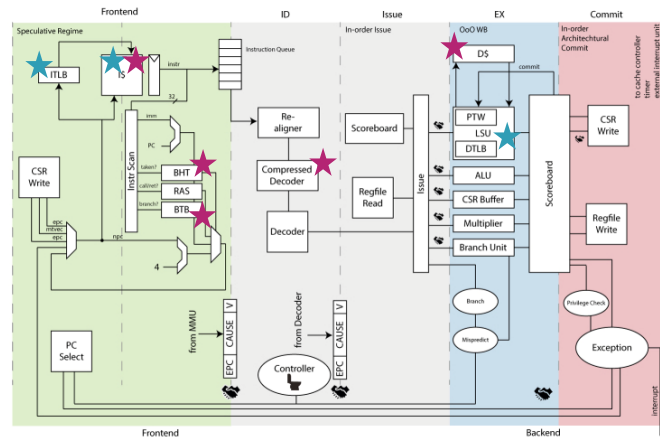 Frontend
ID
Issue
EX
Commit
Speculative Regime
In-order Issue
OoO WB
In-order
Architechtural
Commit
to cache controller
timer
external interrupt unit
ITLB
I$
instr
32
Instruction Queue
D$
commit
imm
PC
Instr Scan
taken?
BHT
call/ret?
RAS
branch?
BTB
Re-
aligner
Compressed
Decoder
Decoder
Scoreboard
Regfile
Read
Issue
PTW
LSU
DTLB
ALU
CSR Buffer
Multiplier
Branch Unit
Scoreboard
CSR
Write
Regfile
Write
CSR
Write
epc
mtvec
epc
npc
4
PC
Select
from MMU
EPC
CAUSE
V
from Decoder
EPC
CAUSE
V
Controller
Branch
Mispredict
Privilege Check
Exception
interrupt
Frontend
Backend